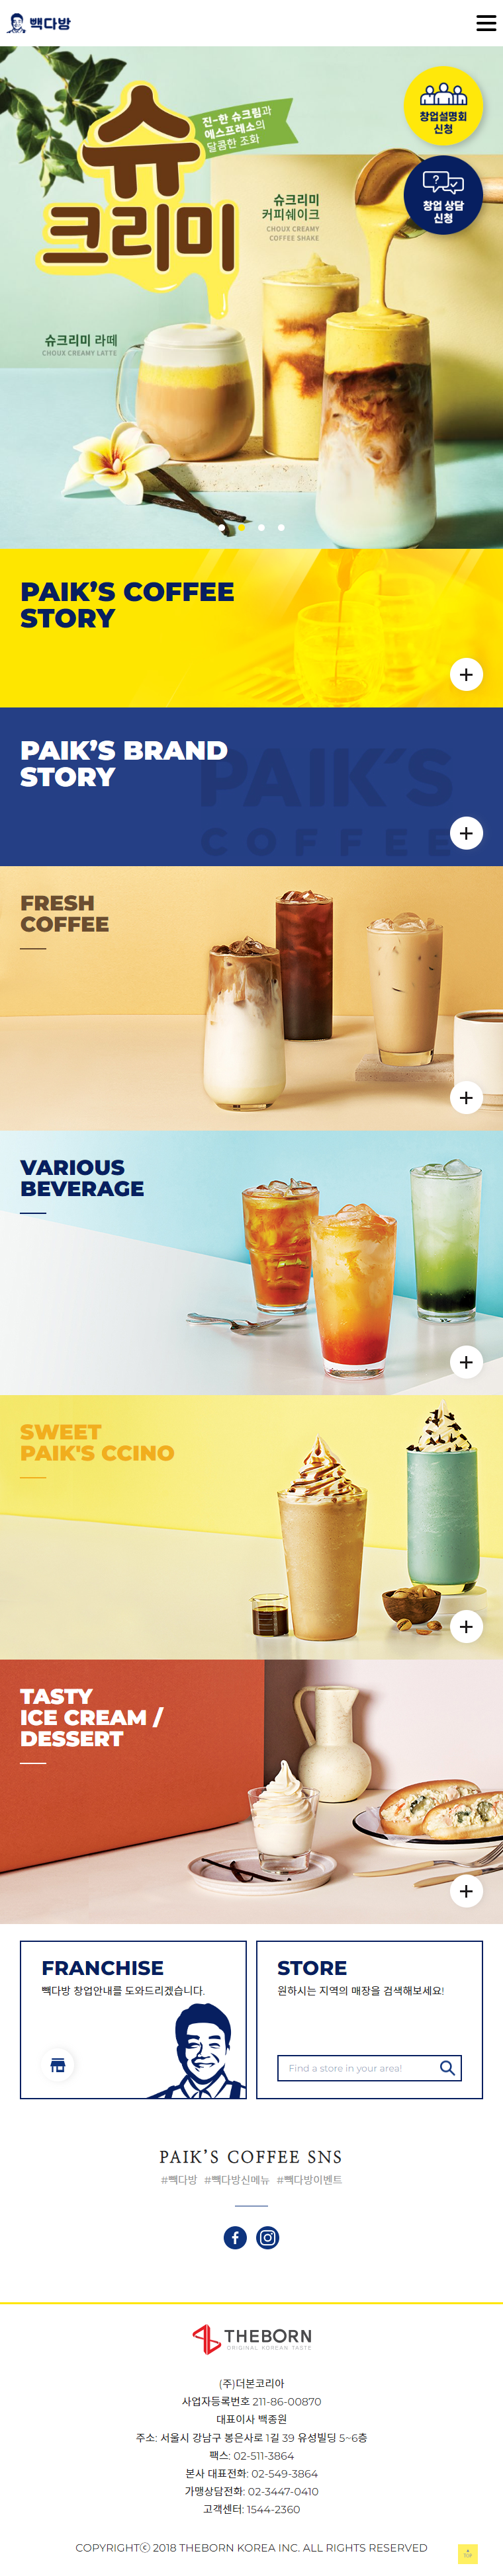 빽다방
진-한 슈크림과
에스프레소의
달콤한 조화
슈
크리미
창업설명회
신청
창업 상담
신청
슈크리미
커피쉐이크
CHOUX CREAMY
COFFEE SHAKE
슈크리미 라떼
CHOUX CREAMY LATTE
PAIK’S COFFEE
STORY
PAIK’S BRAND
STORY
PAIK’S
COFFEE
FRESH
COFFEE
VARIOUS
BEVERAGE
SWEET
PAIK'S CCINO
TASTY
ICE CREAM /
DESSERT
FRANCHISE
빽다방 창업안내를 도와드리겠습니다.
STORE
원하시는 지역의 매장을 검색해보세요!
Find a store in your area!
PAIK’S COFFEE SNS
#빽다방 #빽다방신메뉴 #빽다방이벤트
THEBORN
ORIGINAL KOREAN TASTE
(주)더본코리아
사업자등록번호 211-86-00870
대표이사 백종원
주소: 서울시 강남구 봉은사로 1길 39 유성빌딩 5~6층
팩스: 02-511-3864
본사 대표전화: 02-549-3864
가맹상담전화: 02-3447-0410
고객센터: 1544-2360
COPYRIGHTⓒ 2018 THEBORN KOREA INC. ALL RIGHTS RESERVED
TOP